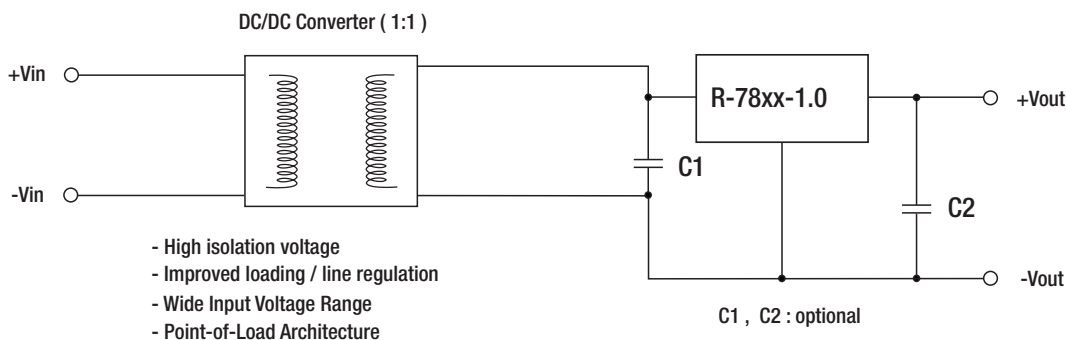 DC/DC Converter ( 1:1 )
+Vin
-Vin
R-78xx-1.0
+Vout
C1
C2
-Vout
- High isolation voltage
- Improved loading / line regulation
- Wide Input Voltage Range
- Point-of-Load Architecture
C1 , C2 : optional